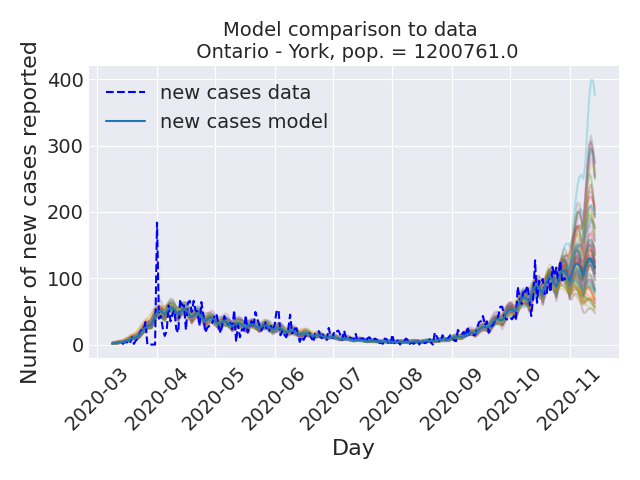 Model comparison to data
Ontario - York, pop. = 1200761.0
Number of new cases reported
400
300
200
100
0
new cases data
new cases model
2020-03
2020-04
2020-05
2020-06
2020-07
2020-08
2020-09
2020-10
2020-11
Day